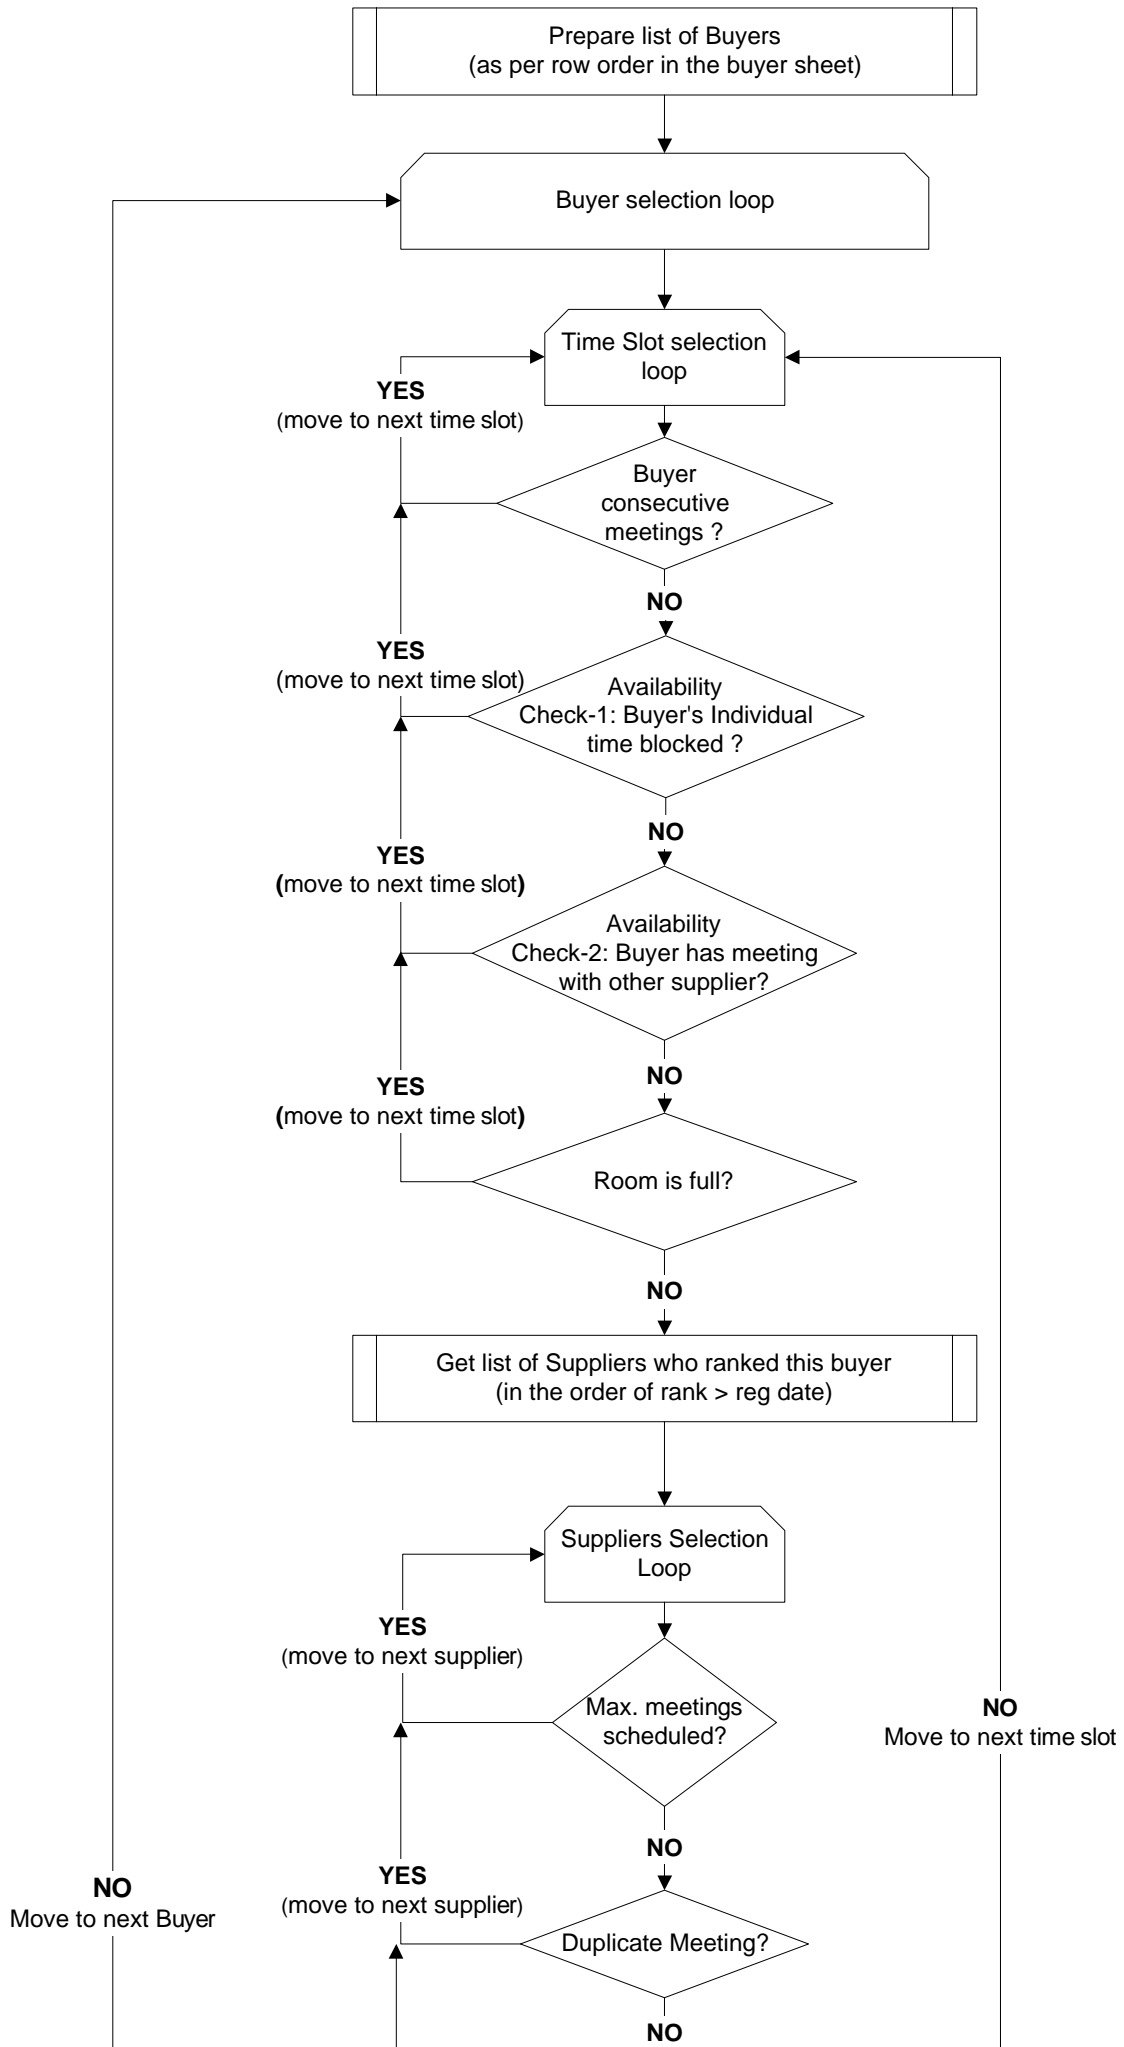 Prepare list of Buyers
(as per row order in the buyer sheet)
Buyer selection loop
Time Slot selection
loop
YES
(move to next time slot)
Buyer
consecutive
meetings ?
NO
YES
(move to next time slot)
Availability
Check-1: Buyer's Individual
time blocked ?
NO
YES
(move to next time slot)
Availability
Check-2: Buyer has meeting
with other supplier?
NO
YES
(move to next time slot)
Room is full?
NO
Get list of Suppliers who ranked this buyer
(in the order of rank > reg date)
Suppliers Selection
Loop
YES
(move to next supplier)
Max. meetings
scheduled?
NO
Move to next time slot
NO
YES
(move to next supplier)
NO
Move to next Buyer
Duplicate Meeting?
NO